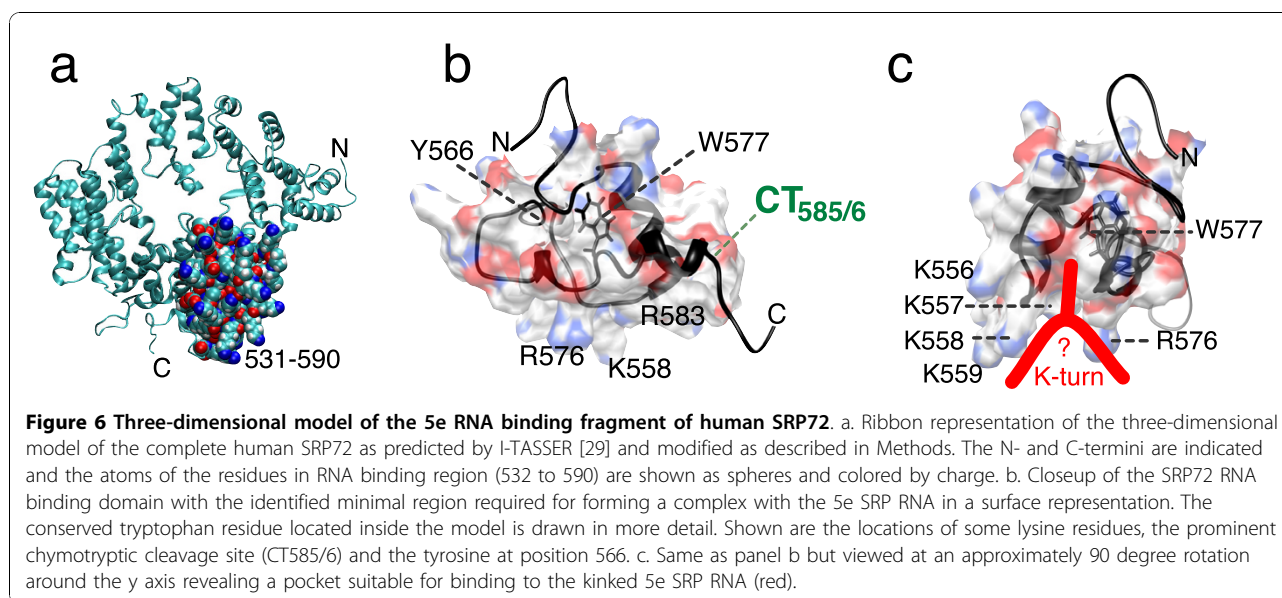 a
b
c
N
C
531-590
Y566
N
W577
CT585/6
R583
C
R576
K558
N
W577
K556
K557
K558
K559
R576
?
K-turn
Figure 6 Three-dimensional model of the 5e RNA binding fragment of human SRP72. a. Ribbon representation of the three-dimensional
model of the complete human SRP72 as predicted by I-TASSER [29] and modified as described in Methods. The N- and C-termini are indicated
and the atoms of the residues in RNA binding region (532 to 590) are shown as spheres and colored by charge. b. Closeup of the SRP72 RNA
binding domain with the identified minimal region required for forming a complex with the 5e SRP RNA in a surface representation. The
conserved tryptophan residue located inside the model is drawn in more detail. Shown are the locations of some lysine residues, the prominent
chymotryptic cleavage site (CT585/6) and the tyrosine at position 566. c. Same as panel b but viewed at an approximately 90 degree rotation
around the y axis revealing a pocket suitable for binding to the kinked 5e SRP RNA (red).